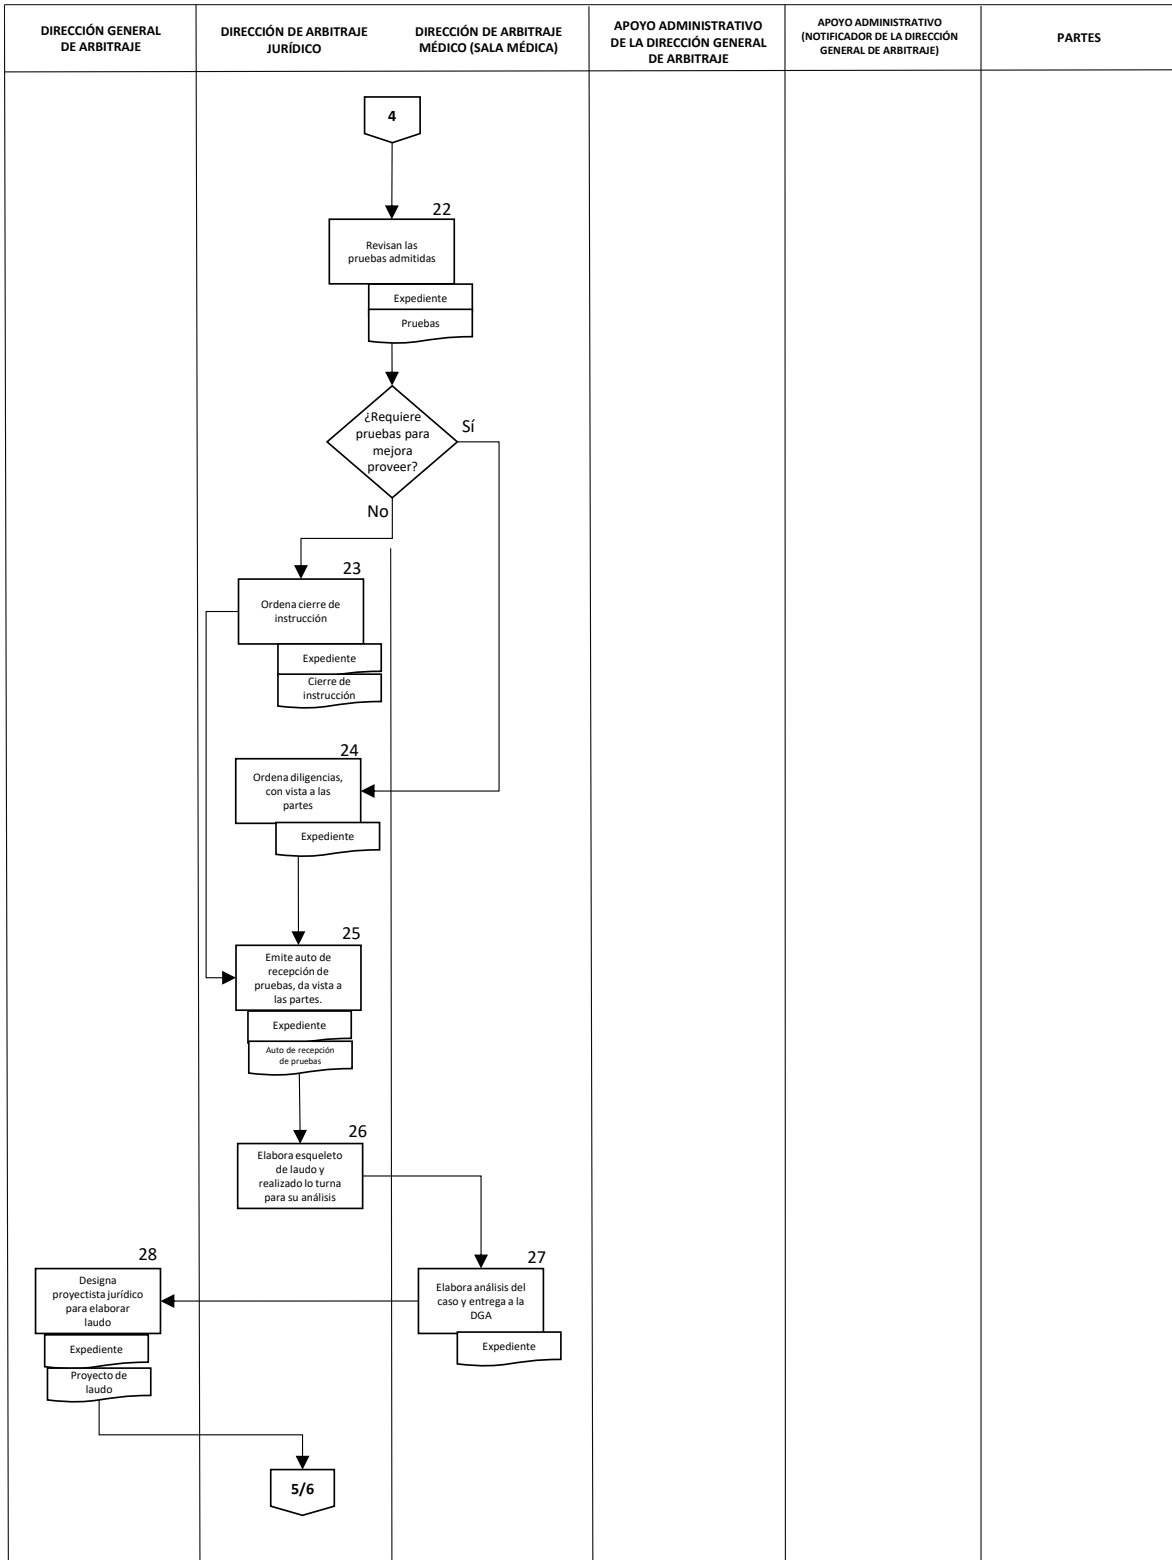 DIRECCIÓN GENERAL
DE ARBITRAJE
DIRECCIÓN DE ARBITRAJE
JURÍDICO
DIRECCIÓN DE ARBITRAJE
MÉDICO (SALA MÉDICA)
APOYO ADMINISTRATIVO
DE LA DIRECCIÓN GENERAL
DE ARBITRAJE
APOYO ADMINISTRATIVO
(NOTIFICADOR DE LA DIRECCIÓN
GENERAL DE ARBITRAJE)
PARTES
4
22
Revisan las
pruebas admitidas
Expediente
Pruebas
¿Requiere
pruebas para
mejora
proveer?
Sí
No
23
Ordena cierre de
instrucción
Expediente
Cierre de
instrucción
24
Ordena diligencias,
con vista a las
partes
Expediente
25
Emite auto de
recepción de
pruebas, da vista a
las partes.
Expediente
Auto de recepción
de pruebas
26
Elabora esqueleto
de laudo y
realizado lo turna
para su análisis
27
Elabora análisis del
caso y entrega a la
DGA
Expediente
28
Designa
proyectista jurídico
para elaborar
laudo
Expediente
Proyecto de
laudo
5/6